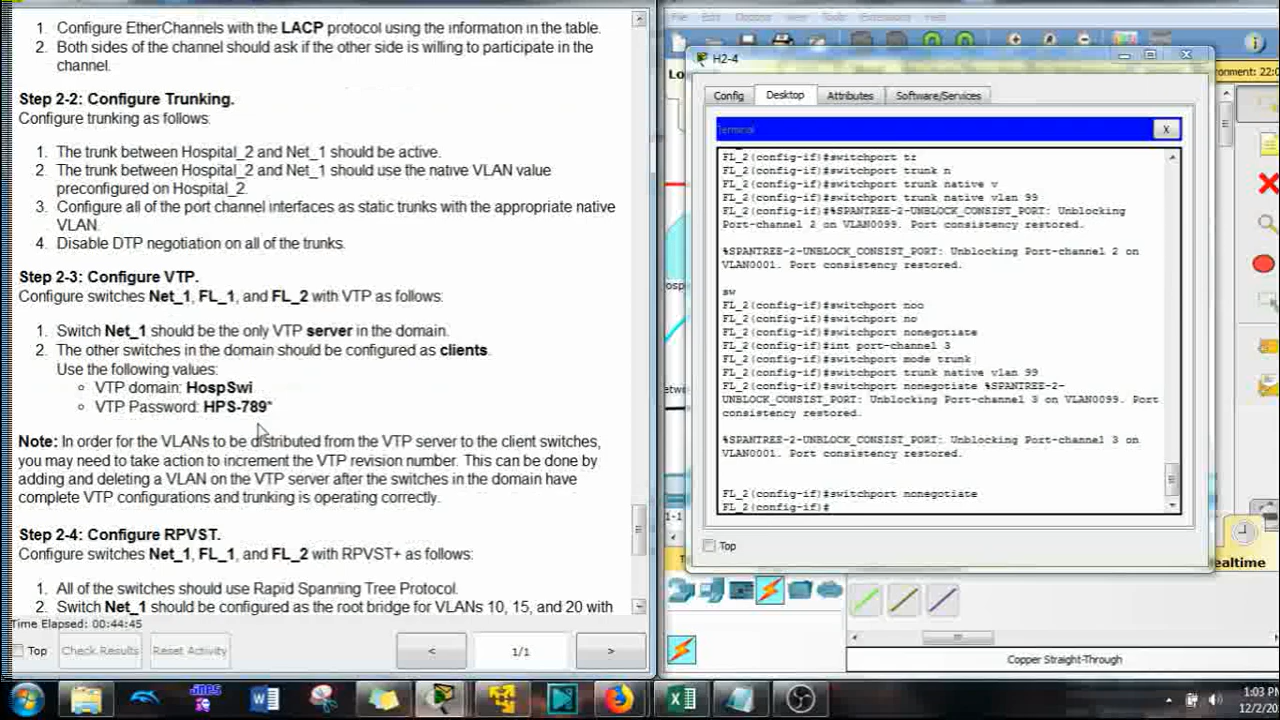 1. Configure EtherChannels with the LACP protocol using the information in the table.
2. Both sides of the channel should ask if the other side is willing to participate in the
channel.
Step 2-2: Configure Trunking.
Configure trunking as follows:
1. The trunk between Hospital_2 and Net_1 should be active.
2. The trunk between Hospital_2 and Net_1 should use the native VLAN value
preconfigured on Hospital_2.
3. Configure all of the port channel interfaces as static trunks with the appropriate native
VLAN.
4. Disable DTP negotiation on all of the trunks.
Step 2-3: Configure VTP.
Configure switches Net_1, FL_1, and FL_2 with VTP as follows:
1. Switch Net_1 should be the only VTP server in the domain.
2. The other switches in the domain should be configured as clients.
Use the following values:
VTP domain: HospSwi
VTP Password: HPS-789*
Note: In order for the VLANs to be distributed from the VTP server to the client switches,
you may need to take action to increment the VTP revision number. This can be done by
adding and deleting a VLAN on the VTP server after the switches in the domain have
complete VTP configurations and trunking is operating correctly.
Step 2-4: Configure RPVST.
Configure switches Net_1, FL_1, and FL_2 with RPVST+ as follows:
1. All of the switches should use Rapid Spanning Tree Protocol.
2. Switch Net_1 should be configured as the root bridge for VLANs 10, 15, and 20 with
Time Elapsed: 00:44:45
Top
Check Results
Reset Activity
<
1/1
>
H2-4
Config
Desktop
Attributes
Software/Services
Terminal
X
FL_2(config-if)#switchport tr
FL_2(config-if)#switchport trunk n
FL_2(config-if)#switchport trunk native v
FL_2(config-if)#switchport trunk native vlan 99
FL_2(config-if)#%SPANTREE-2-UNBLOCK_CONSIST_PORT: Unblocking
Port-channel 2 on VLAN0099. Port consistency restored.
%SPANTREE-2-UNBLOCK_CONSIST_PORT: Unblocking Port-channel 2 on
VLAN0001. Port consistency restored.
sw
FL_2(config-if)#switchport noo
FL_2(config-if)#switchport no
FL_2(config-if)#switchport nonegotiate
FL_2(config-if)#int port-channel 3
FL_2(config-if)#switchport mode trunk
FL_2(config-if)#switchport trunk native vlan 99
FL_2(config-if)#switchport nonegotiate %SPANTREE-2-
UNBLOCK_CONSIST_PORT: Unblocking Port-channel 3 on VLAN0099. Port
consistency restored.
%SPANTREE-2-UNBLOCK_CONSIST_PORT: Unblocking Port-channel 3 on
VLAN0001. Port consistency restored.
FL_2(config-if)#switchport nonegotiate
FL_2(config-if)#
Top
Copper Straight-Through
1:03 PM